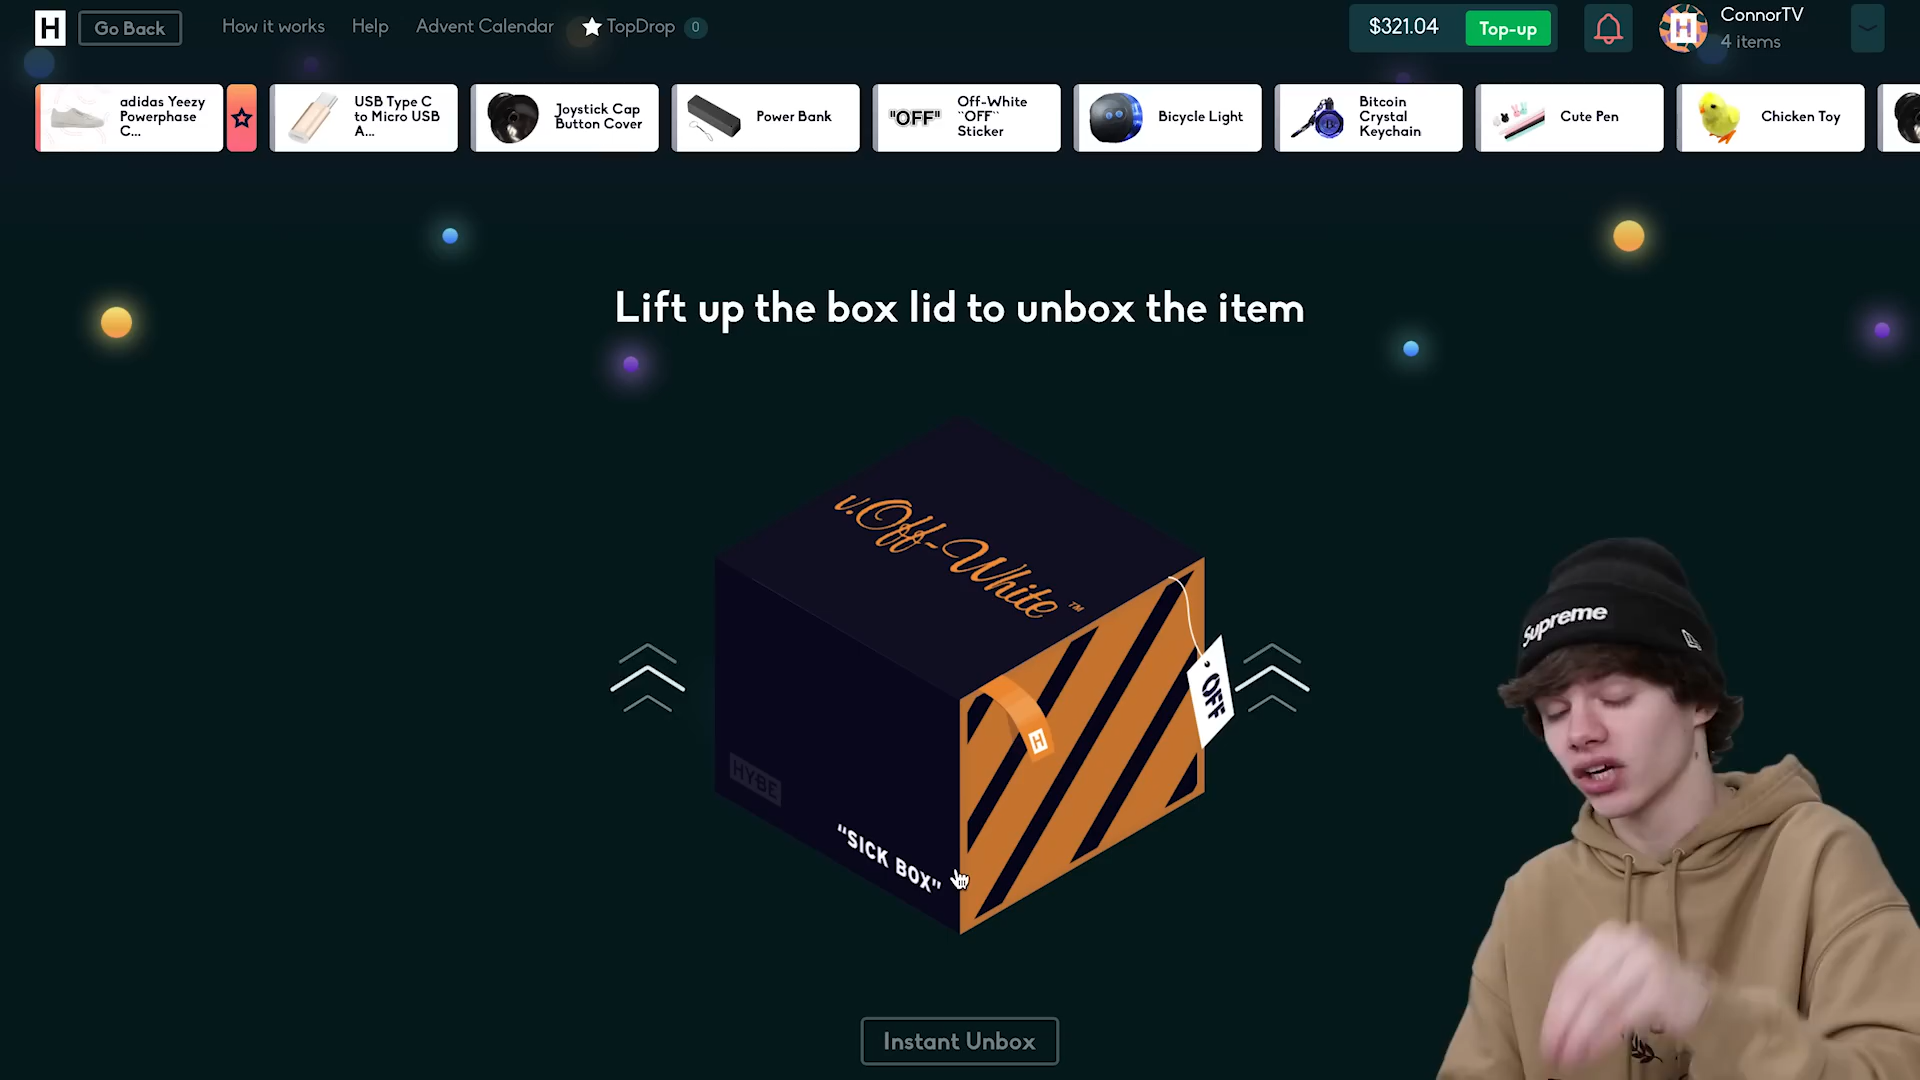 H
Go Back
How it works
Help
Advent Calendar
TopDrop
0
$321.04
Top-up
H
ConnorTV
4 items
adidas Yeezy
Powerphase
C...
USB Type C
to Micro USB
A...
Joystick Cap
Button Cover
Power Bank
"OFF"
Off-White
``OFF``
Sticker
Bicycle Light
Bitcoin
Crystal
Keychain
Cute Pen
Chicken Toy
Lift up the box lid to unbox the item
v.Off-White ™
OFF
H
HYBE
"SICK BOX"
Supreme
Instant Unbox